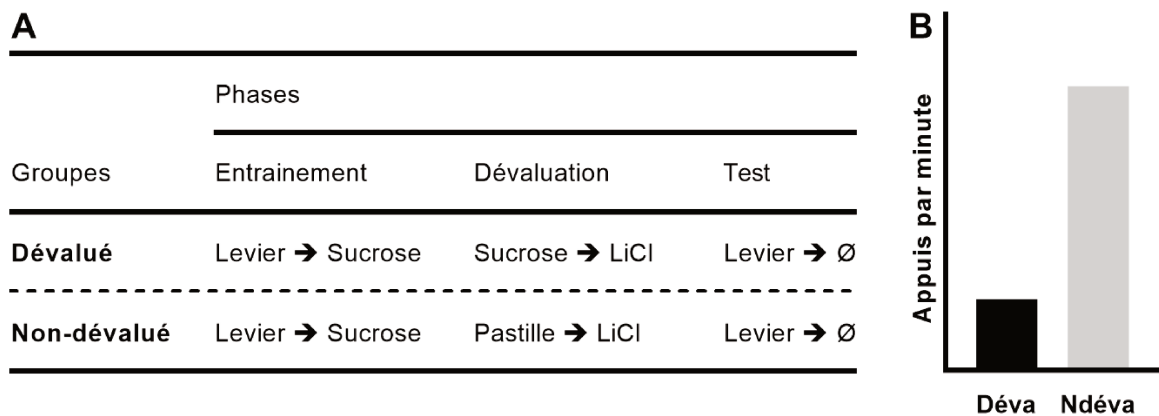 A
Phases
Groupes Entrainement Dévaluation Test
Dévalué Levier ➔ Sucrose Sucrose ➔ LiCl Levier ➔ Ø
Non-dévalué Levier ➔ Sucrose Pastille ➔ LiCl Levier ➔ Ø
B
Appuis par minute
Déva Ndéva